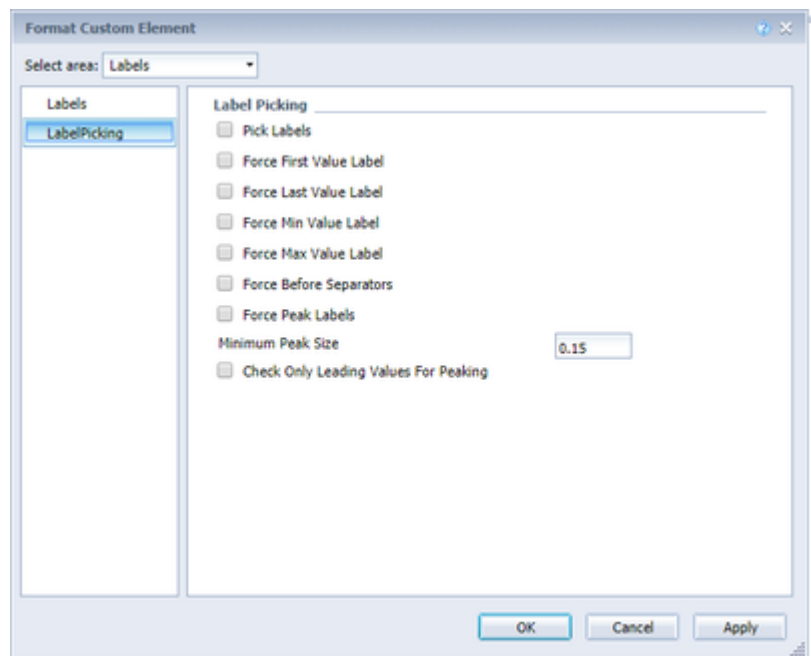 Format Custom Element
Select area: Labels
Labels
LabelPicking
Label Picking
Pick Labels
Force First Value Label
Force Last Value Label
Force Min Value Label
Force Max Value Label
Force Before Separators
Force Peak Labels
Minimum Peak Size 0.15
Check Only Leading Values For Peaking
OK Cancel Apply